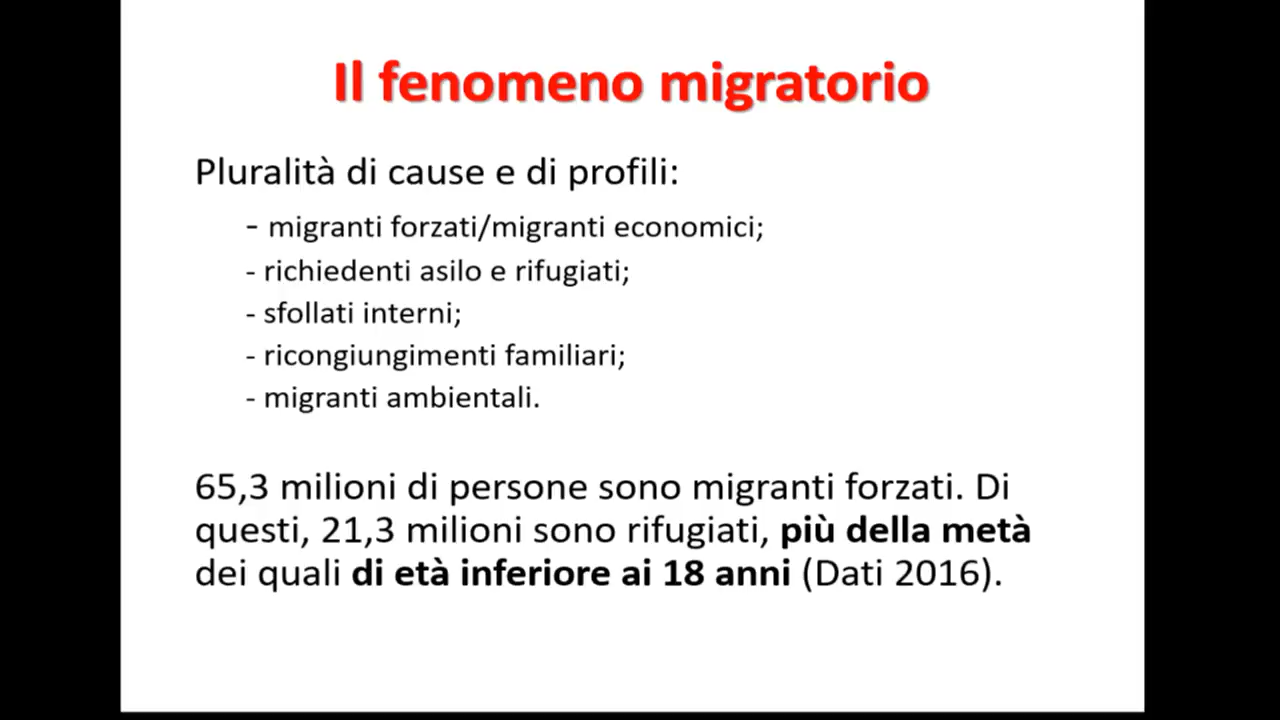 Il fenomeno migratorio
Pluralità di cause e di profili:
- migranti forzati/migranti economici;
- richiedenti asilo e rifugiati;
- sfollati interni;
- ricongiungimenti familiari;
- migranti ambientali.
65,3 milioni di persone sono migranti forzati. Di
questi, 21,3 milioni sono rifugiati, più della metà
dei quali di età inferiore ai 18 anni (Dati 2016).